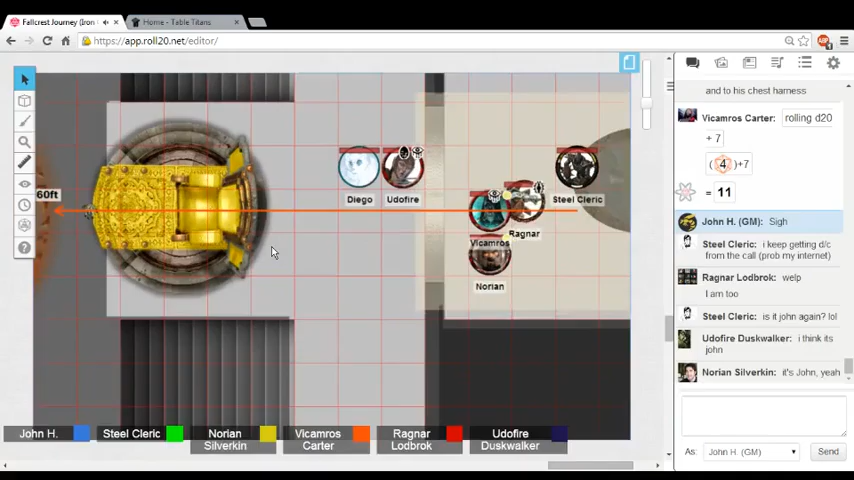 Fallcrest Journey (Iron
Home - Table Titans
https://app.roll20.net/editor/
and to his chest harness
Vicamros Carter: rolling d20
+ 7
(4)+7
= 11
John H. (GM): Sigh
Steel Cleric: i keep getting d/c
from the call (prob my internet)
Ragnar Lodbrok: welp
I am too
Steel Cleric: is it john again? lol
Udofire Duskwalker: i think its
john
Norian Silverkin: it's John, yeah
As: John H. (GM)
Send
60ft
Diego
Udofire
Steel Cleric
Vicamros
Ragnar
Norian
John H.
Steel Cleric
Norian
Silverkin
Vicamros
Carter
Ragnar
Lodbrok
Udofire
Duskwalker